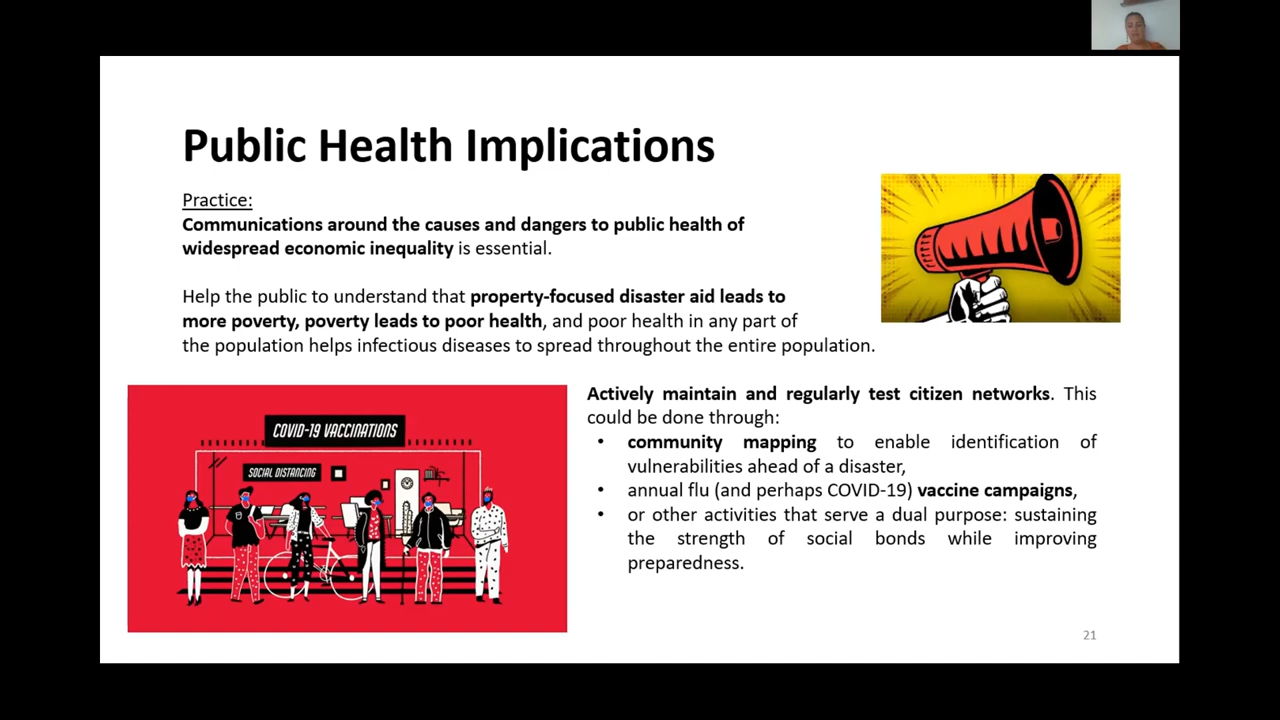 Public Health Implications
Practice:
Communications around the causes and dangers to public health of
widespread economic inequality is essential.
Help the public to understand that property-focused disaster aid leads to
more poverty, poverty leads to poor health, and poor health in any part of
the population helps infectious diseases to spread throughout the entire population.
COVID-19 VACCINATIONS
SOCIAL DISTANCING
Actively maintain and regularly test citizen networks. This
could be done through:
• community mapping to enable identification of
vulnerabilities ahead of a disaster,
• annual flu (and perhaps COVID-19) vaccine campaigns,
• or other activities that serve a dual purpose: sustaining
the strength of social bonds while improving
preparedness.
21